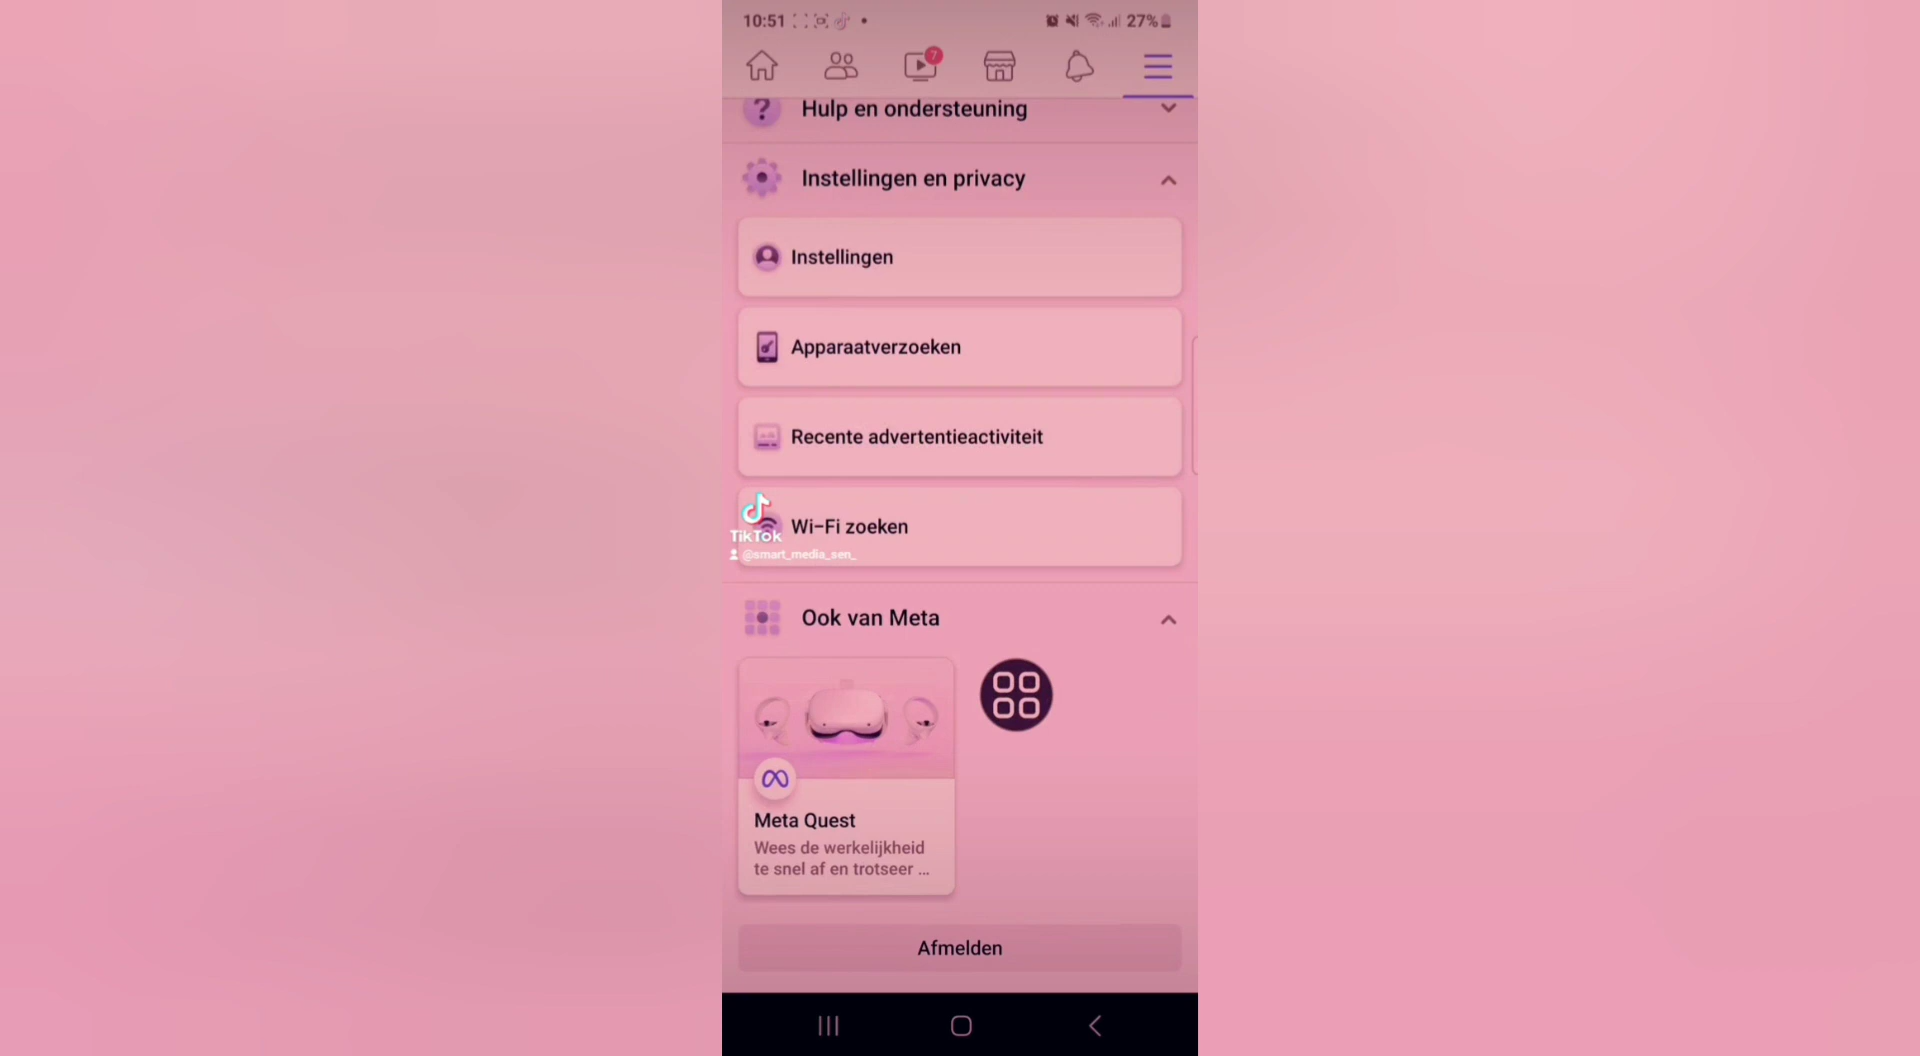 10:51
27%
7
Hulp en ondersteuning
Instellingen en privacy
Instellingen
Apparaatverzoeken
Recente advertentieactiviteit
Wi-Fi zoeken
TikTok
@smart_media_sen_
Ook van Meta
Meta Quest
Wees de werkelijkheid
te snel af en trotseer ...
Afmelden